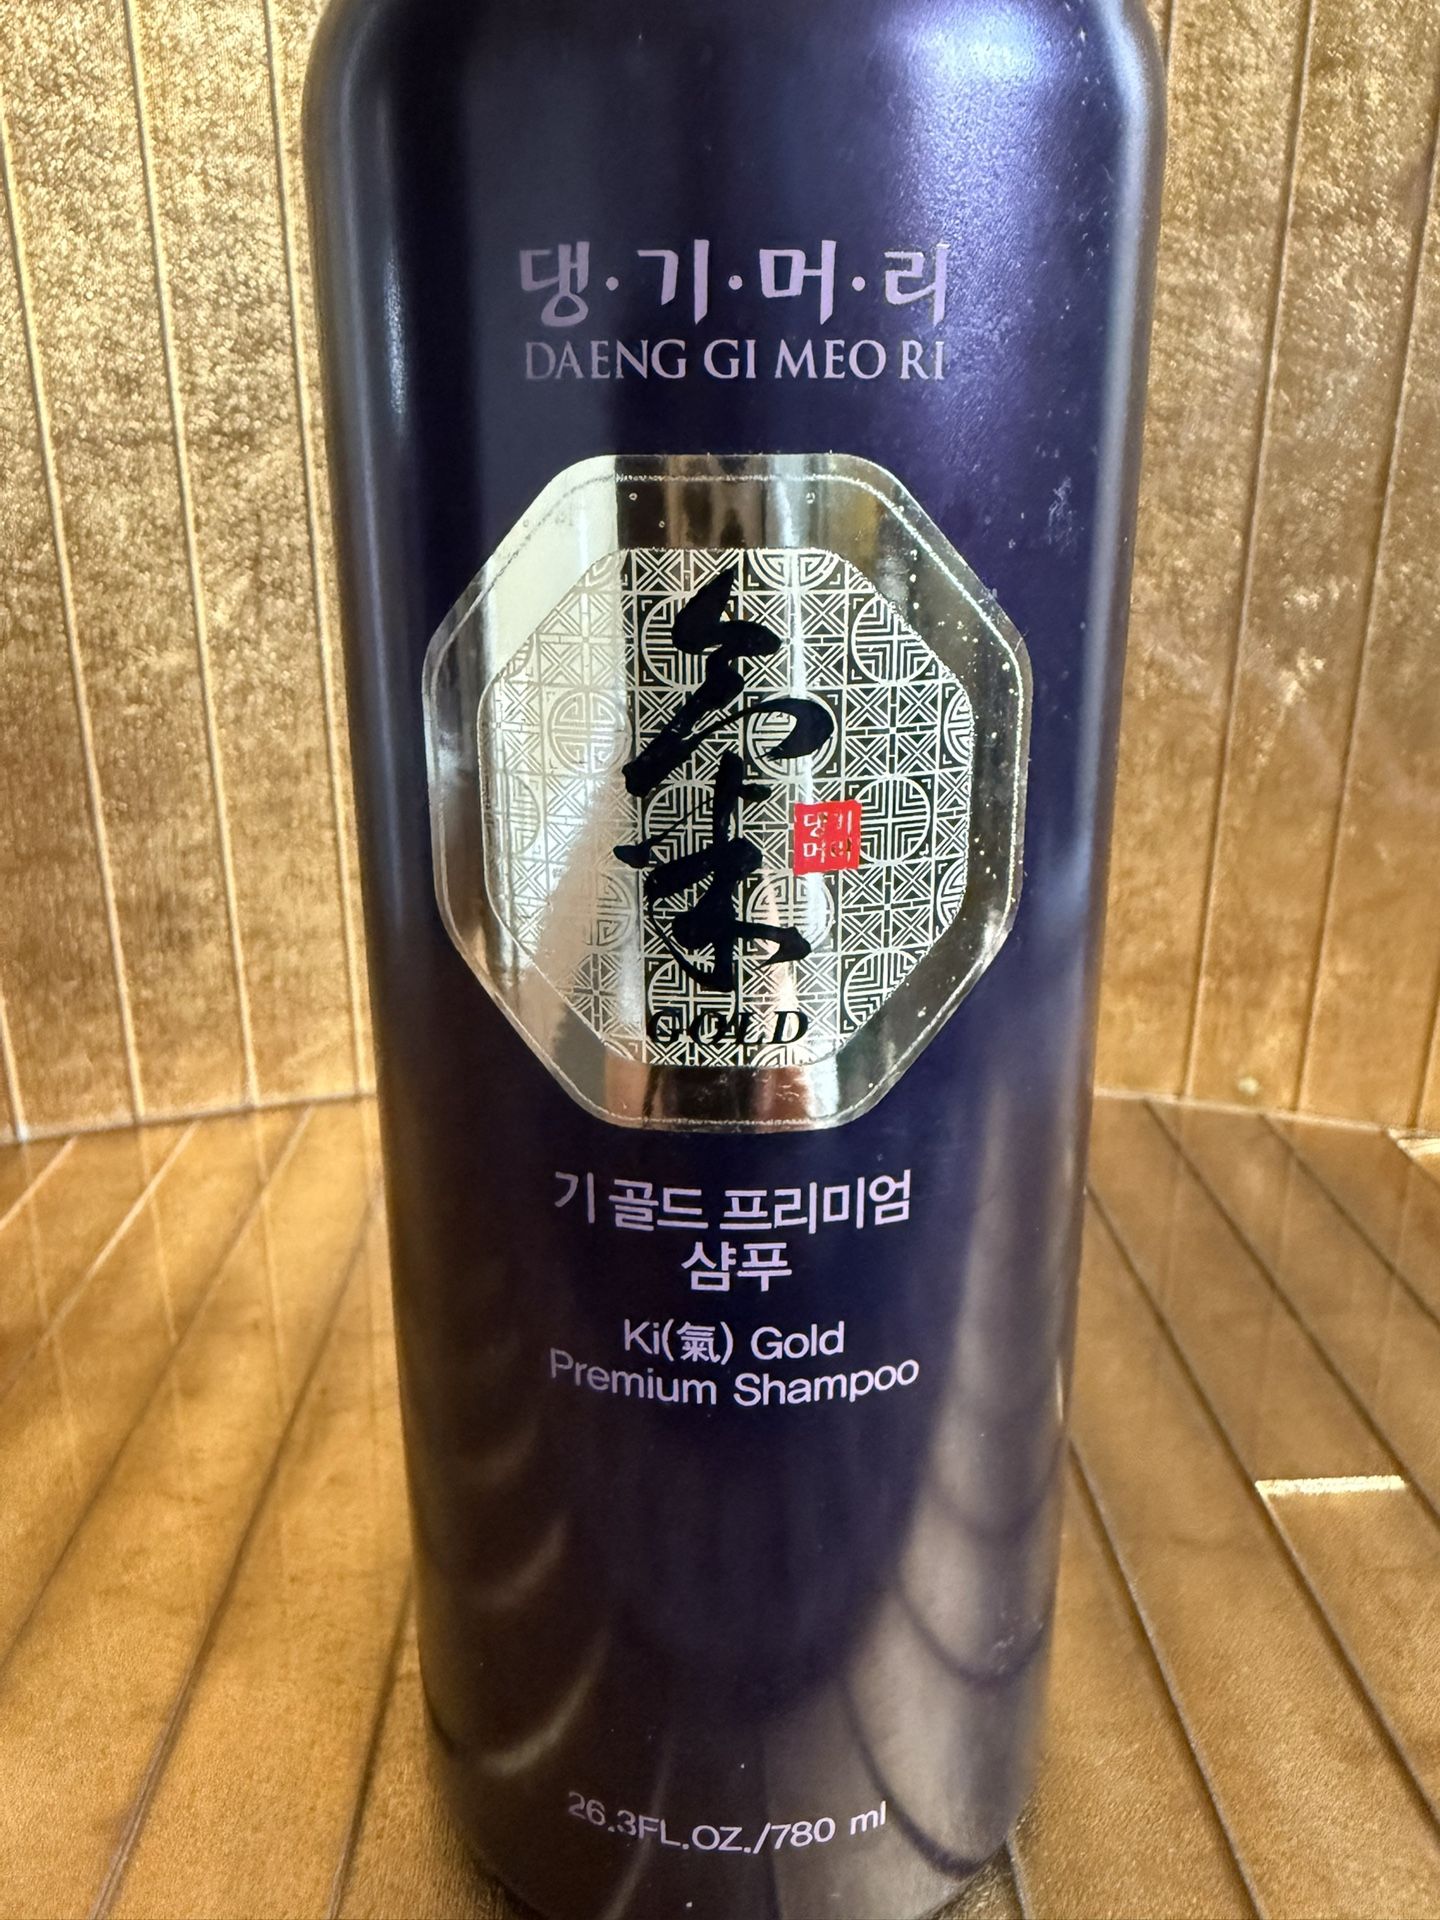 댕·기·머·리
DAENG GI MEO RI
댕기
머리
GOLD
기 골드 프리미엄
샴푸
Ki(氣) Gold
Premium Shampoo
26.3FL.OZ./780 ml